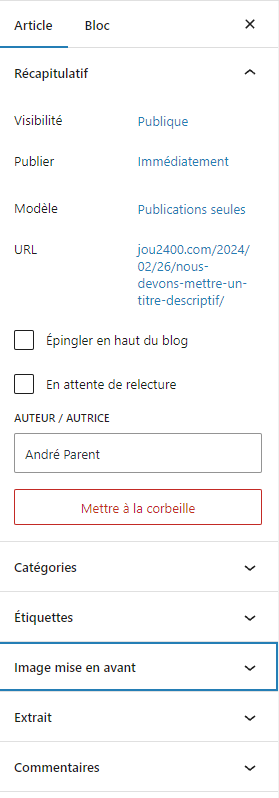 Article Bloc
Récapitulatif
Visibilité Publique
Publier Immédiatement
Modèle Publications seules
URL jou2400.com/2024/
02/26/nous-
devons-mettre-un-
titre-descriptif/
Épingler en haut du blog
En attente de relecture
AUTEUR / AUTRICE
André Parent
Mettre à la corbeille
Catégories
Étiquettes
Image mise en avant
Extrait
Commentaires